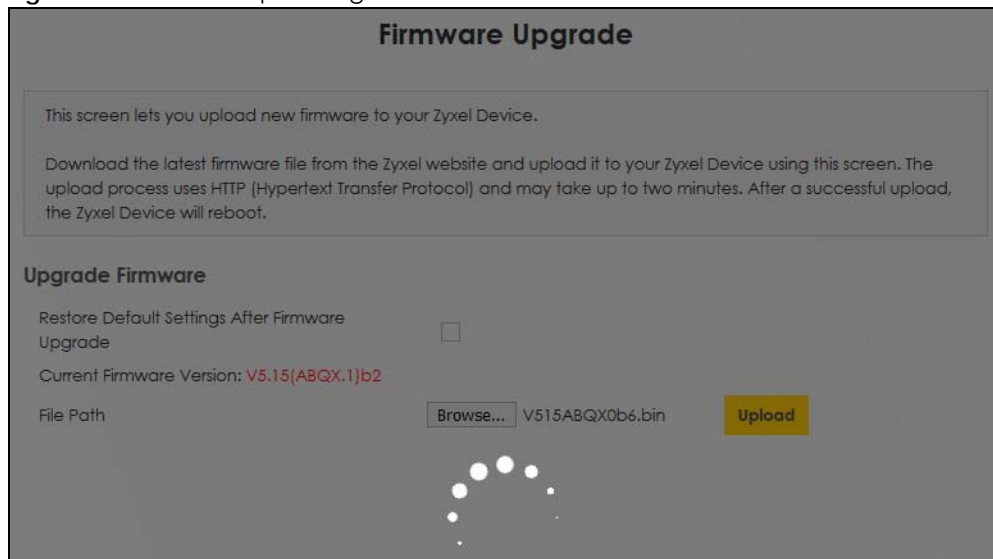 Firmware Upgrade
This screen lets you upload new firmware to your Zyxel Device.
Download the latest firmware file from the Zyxel website and upload it to your Zyxel Device using this screen. The
upload process uses HTTP (Hypertext Transfer Protocol) and may take up to two minutes. After a successful upload,
the Zyxel Device will reboot.
Upgrade Firmware
Restore Default Settings After Firmware
Upgrade
Current Firmware Version: V5.15(ABQX.1)b2
File Path Browse... V515ABQX0b6.bin Upload